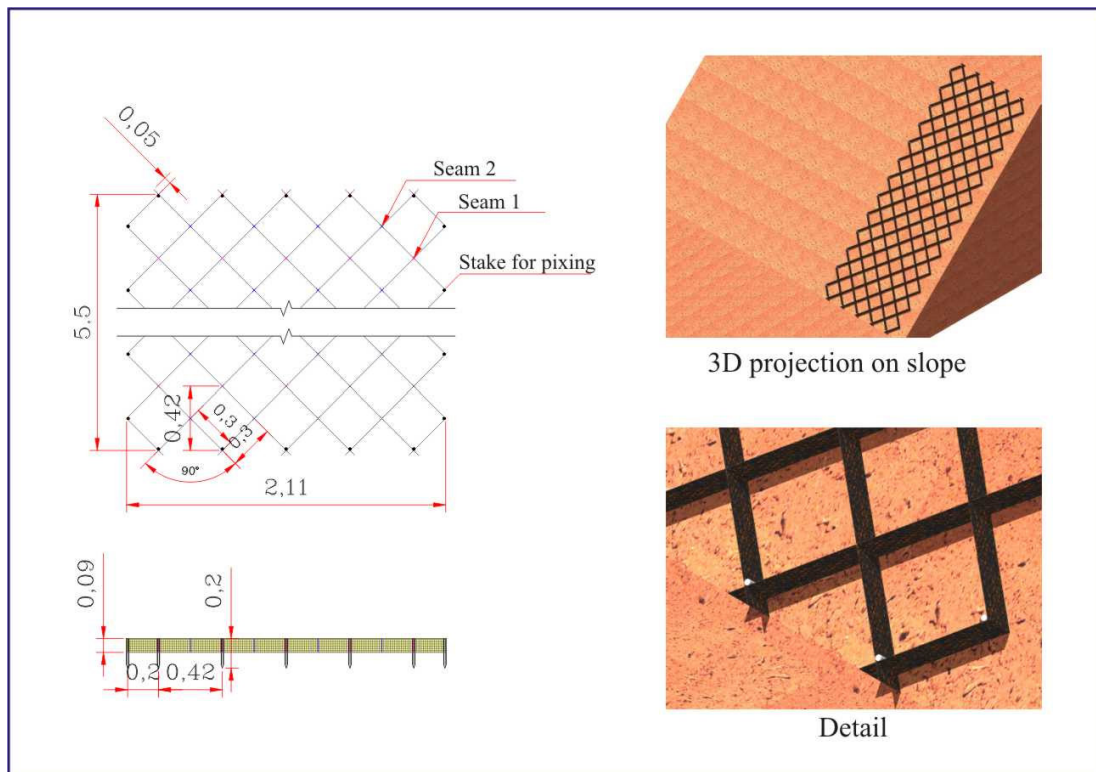 0,05
Seam 2
Seam 1
Stake for pixing
5,5
0,42
0,3
0,3
90°
2,11
0,09
0,2
0,2
0,42
3D projection on slope
Detail